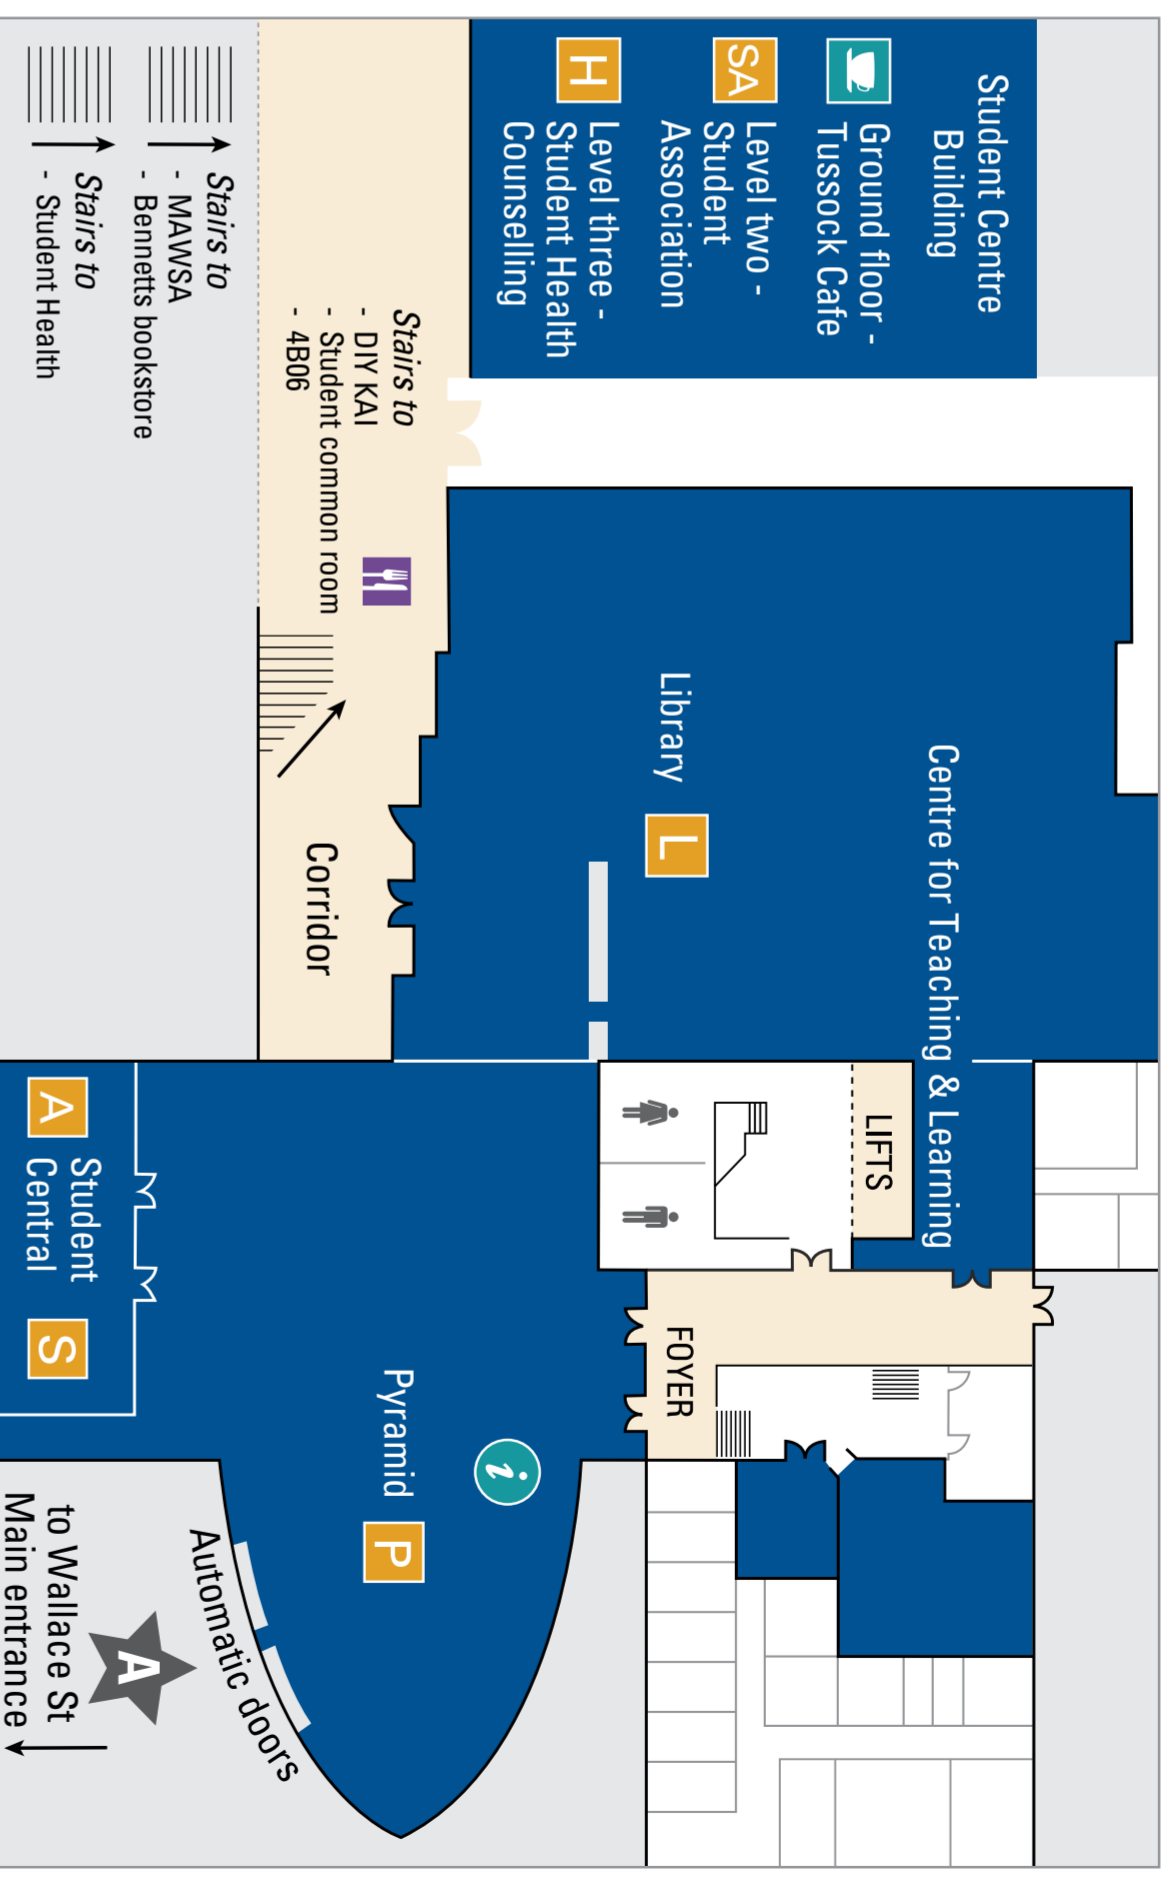 Student Centre
Building
Ground floor -
Tussock Cafe
SA
Level two -
Student
Association
H
Level three -
Student Health
Counselling
Stairs to
- DIY KAI
- Student common room
- 4B06
Stairs to
- MAWSA
- Bennetts bookstore
Stairs to
- Student Health
Centre for Teaching & Learning
Library
L
Corridor
LIFTS
FOYER
Pyramid
P
i
A
Student
Central
S
Automatic doors
A
to Wallace St
Main entrance